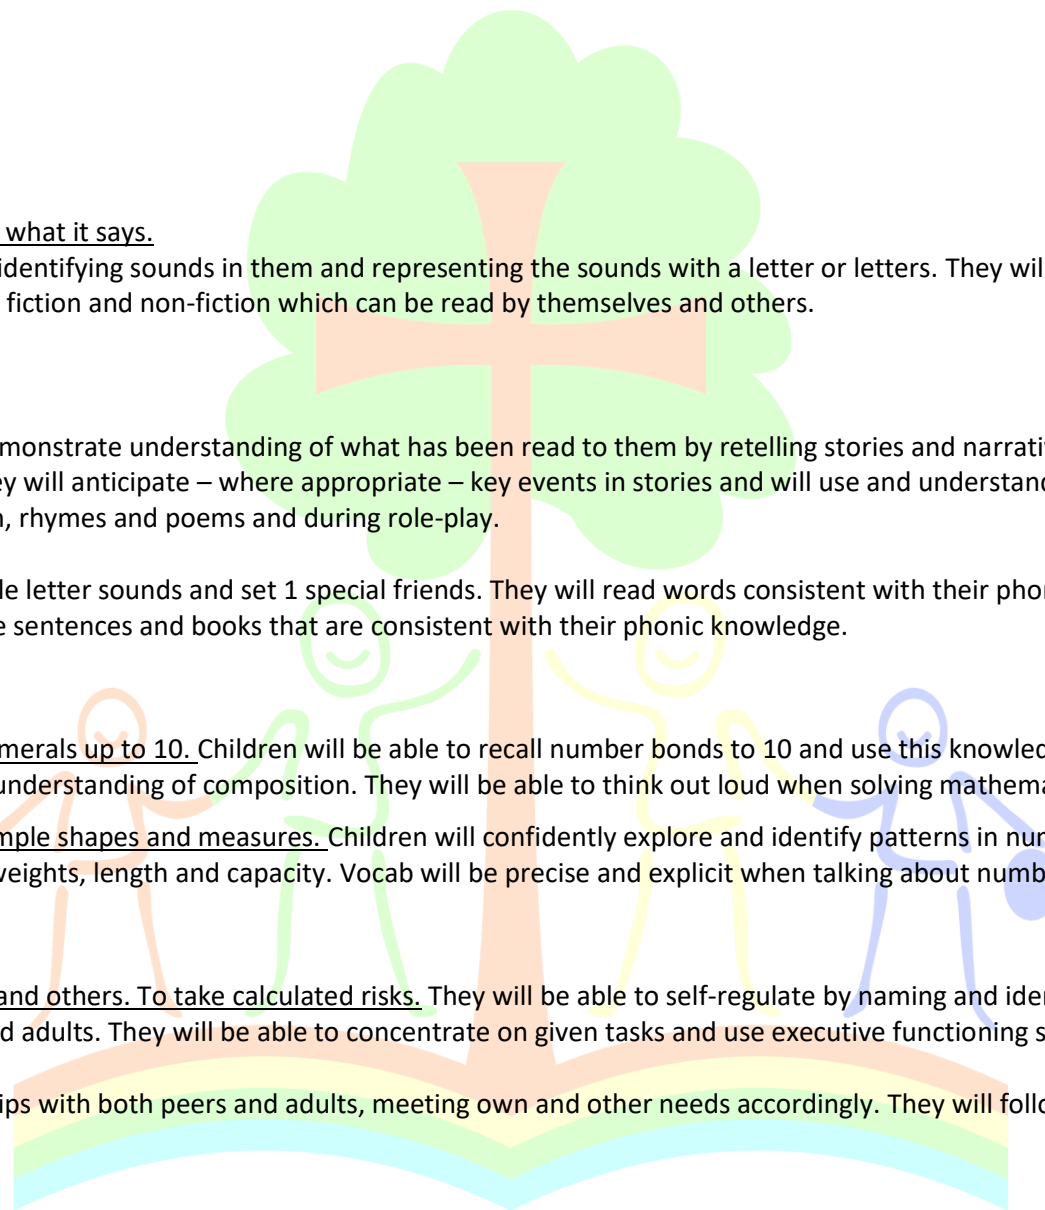 what it says.
identifying sounds in them and representing the sounds with a letter or letters. They will
fiction and non-fiction which can be read by themselves and others.
monstrate understanding of what has been read to them by retelling stories and narrati
ey will anticipate – where appropriate – key events in stories and will use and understand
, rhymes and poems and during role-play.
le letter sounds and set 1 special friends. They will read words consistent with their phon
e sentences and books that are consistent with their phonic knowledge.
merals up to 10. Children will be able to recall number bonds to 10 and use this knowled
understanding of composition. They will be able to think out loud when solving mathema
mple shapes and measures. Children will confidently explore and identify patterns in num
weights, length and capacity. Vocab will be precise and explicit when talking about numb
and others. To take calculated risks. They will be able to self-regulate by naming and iden
d adults. They will be able to concentrate on given tasks and use executive functioning s
ips with both peers and adults, meeting own and other needs accordingly. They will follo